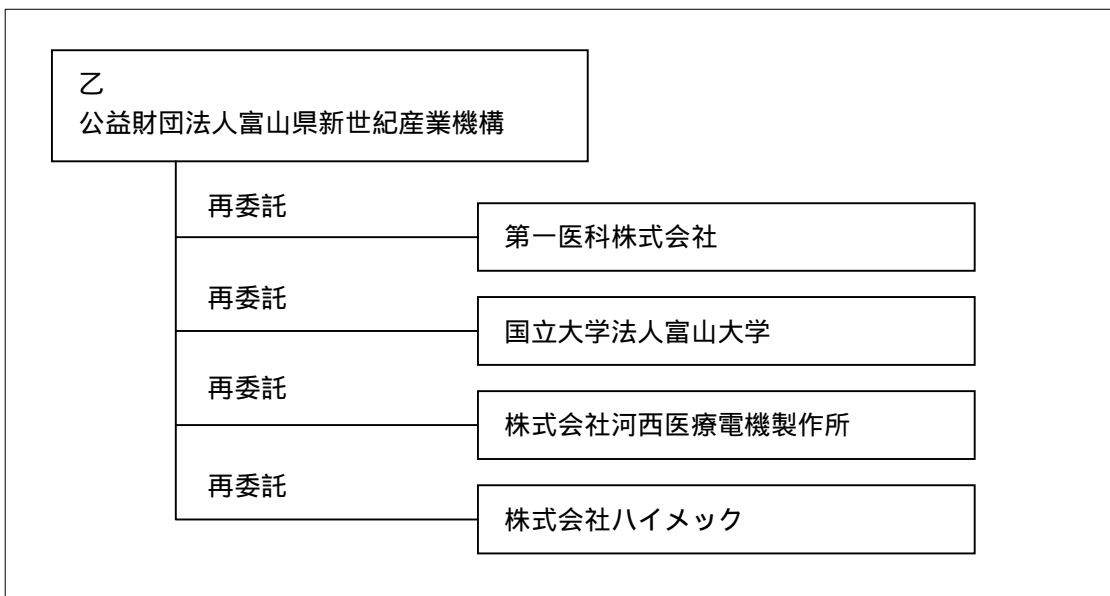 乙
公益財団法人富山県新世紀産業機構
再委託
第一医科株式会社
再委託
国立大学法人富山大学
再委託
株式会社河西医療電機製作所
再委託
株式会社ハイメック